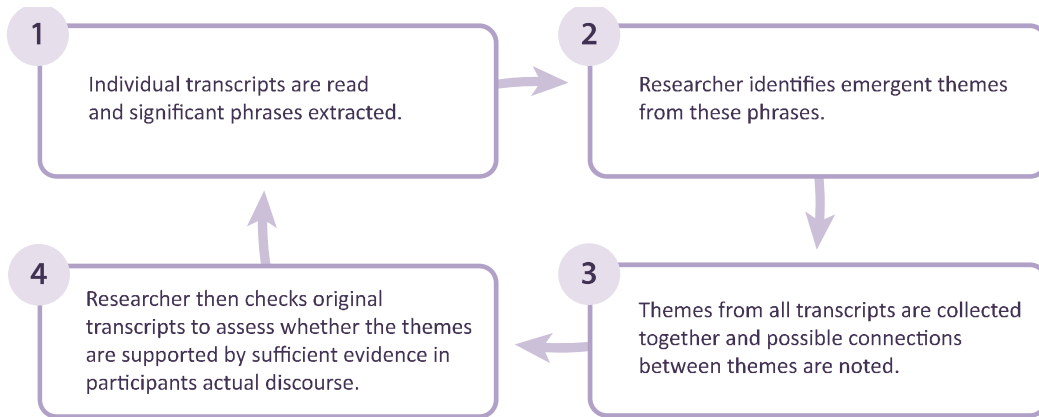 1
Individual transcripts are read
and significant phrases extracted.
2
Researcher identifies emergent themes
from these phrases.
3
Themes from all transcripts are collected
together and possible connections
between themes are noted.
4
Researcher then checks original
transcripts to assess whether the themes
are supported by sufficient evidence in
participants actual discourse.